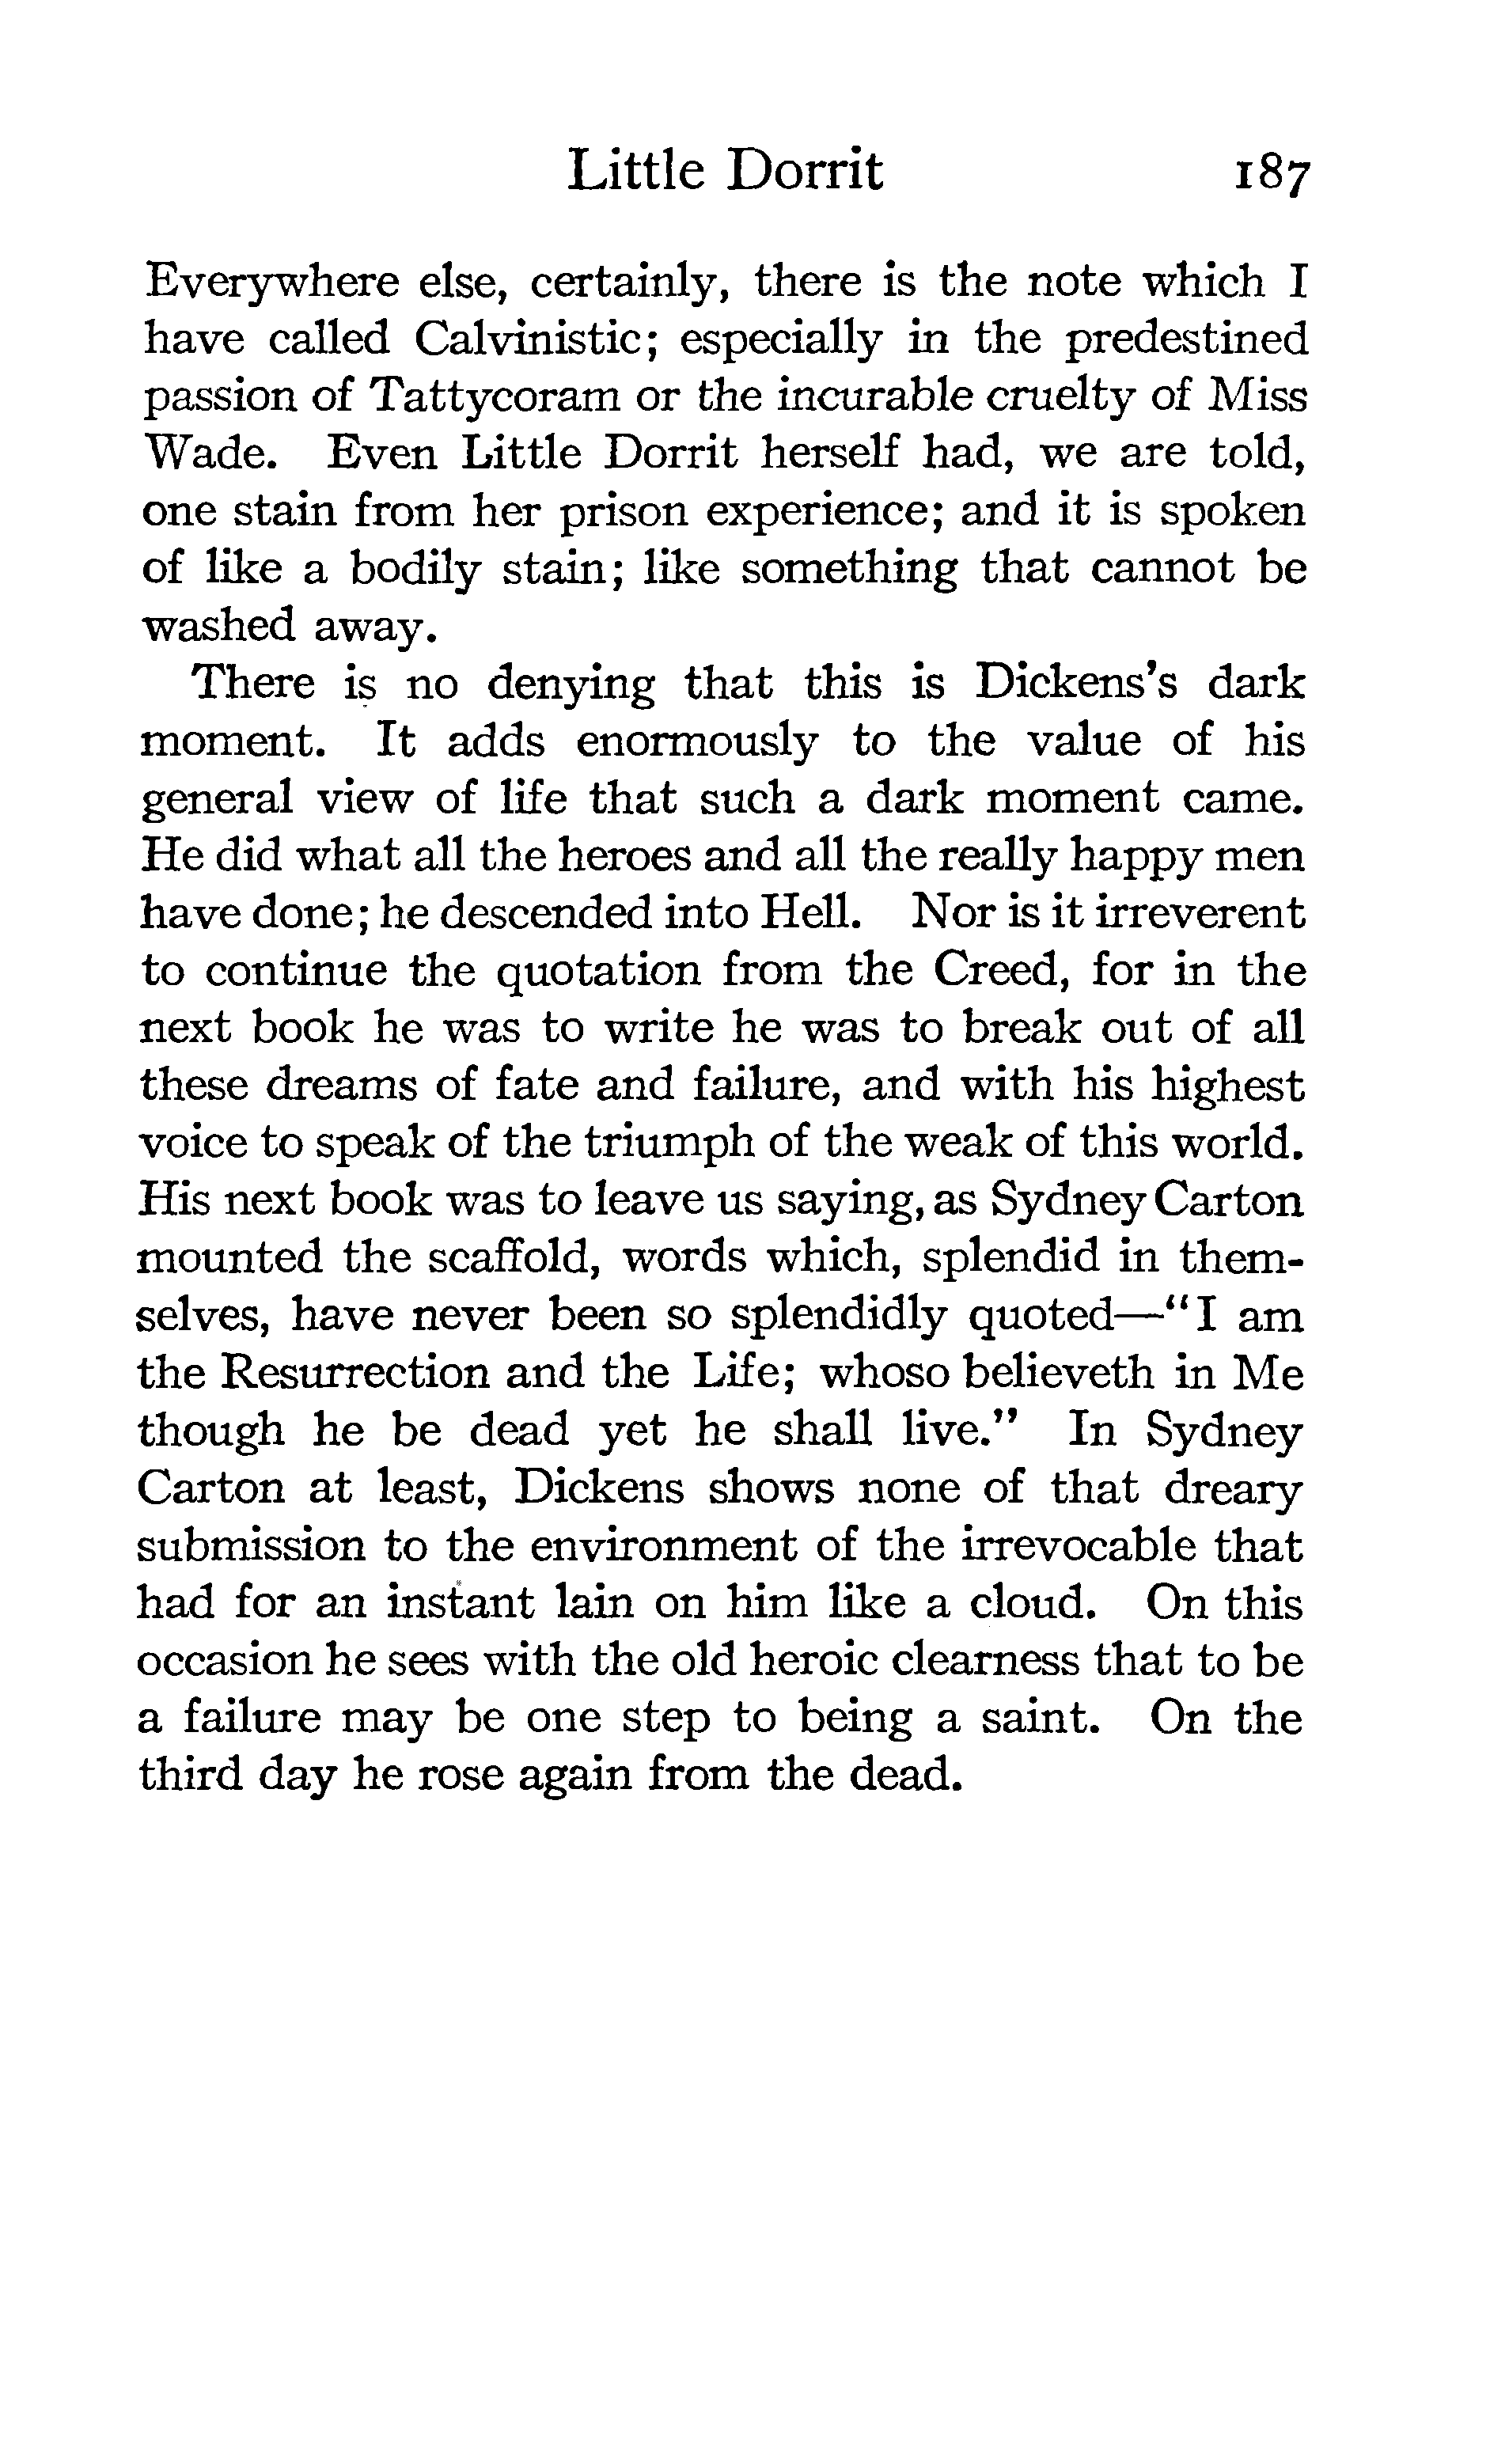 Little Dorrit 187
Everywhere else, certainly, there is the note which I
have called Calvinistic; especially in the predestined
passion of Tattycoram or the incurable cruelty of Miss
Wade. Even Little Dorrit herself had, we are told,
one stain from her prison experience; and it is spoken
of like a bodily stain; like something that cannot be
washed away.
There is no denying that this is Dickens's dark
moment. It adds enormously to the value of his
general view of life that such a dark moment came.
He did what all the heroes and all the really happy men
have done; he descended into Hell. Nor is it irreverent
to continue the quotation from the Creed, for in the
next book he was to write he was to break out of all
these dreams of fate and failure, and with his highest
voice to speak of the triumph of the weak of this world.
His next book was to leave us saying, as Sydney Carton
mounted the scaffold, words which, splendid in them-
selves, have never been so splendidly quoted—"I am
the Resurrection and the Life; whoso believeth in Me
though he be dead yet he shall live." In Sydney
Carton at least, Dickens shows none of that dreary
submission to the environment of the irrevocable that
had for an instant lain on him like a cloud. On this
occasion he sees with the old heroic clearness that to be
a failure may be one step to being a saint. On the
third day he rose again from the dead.